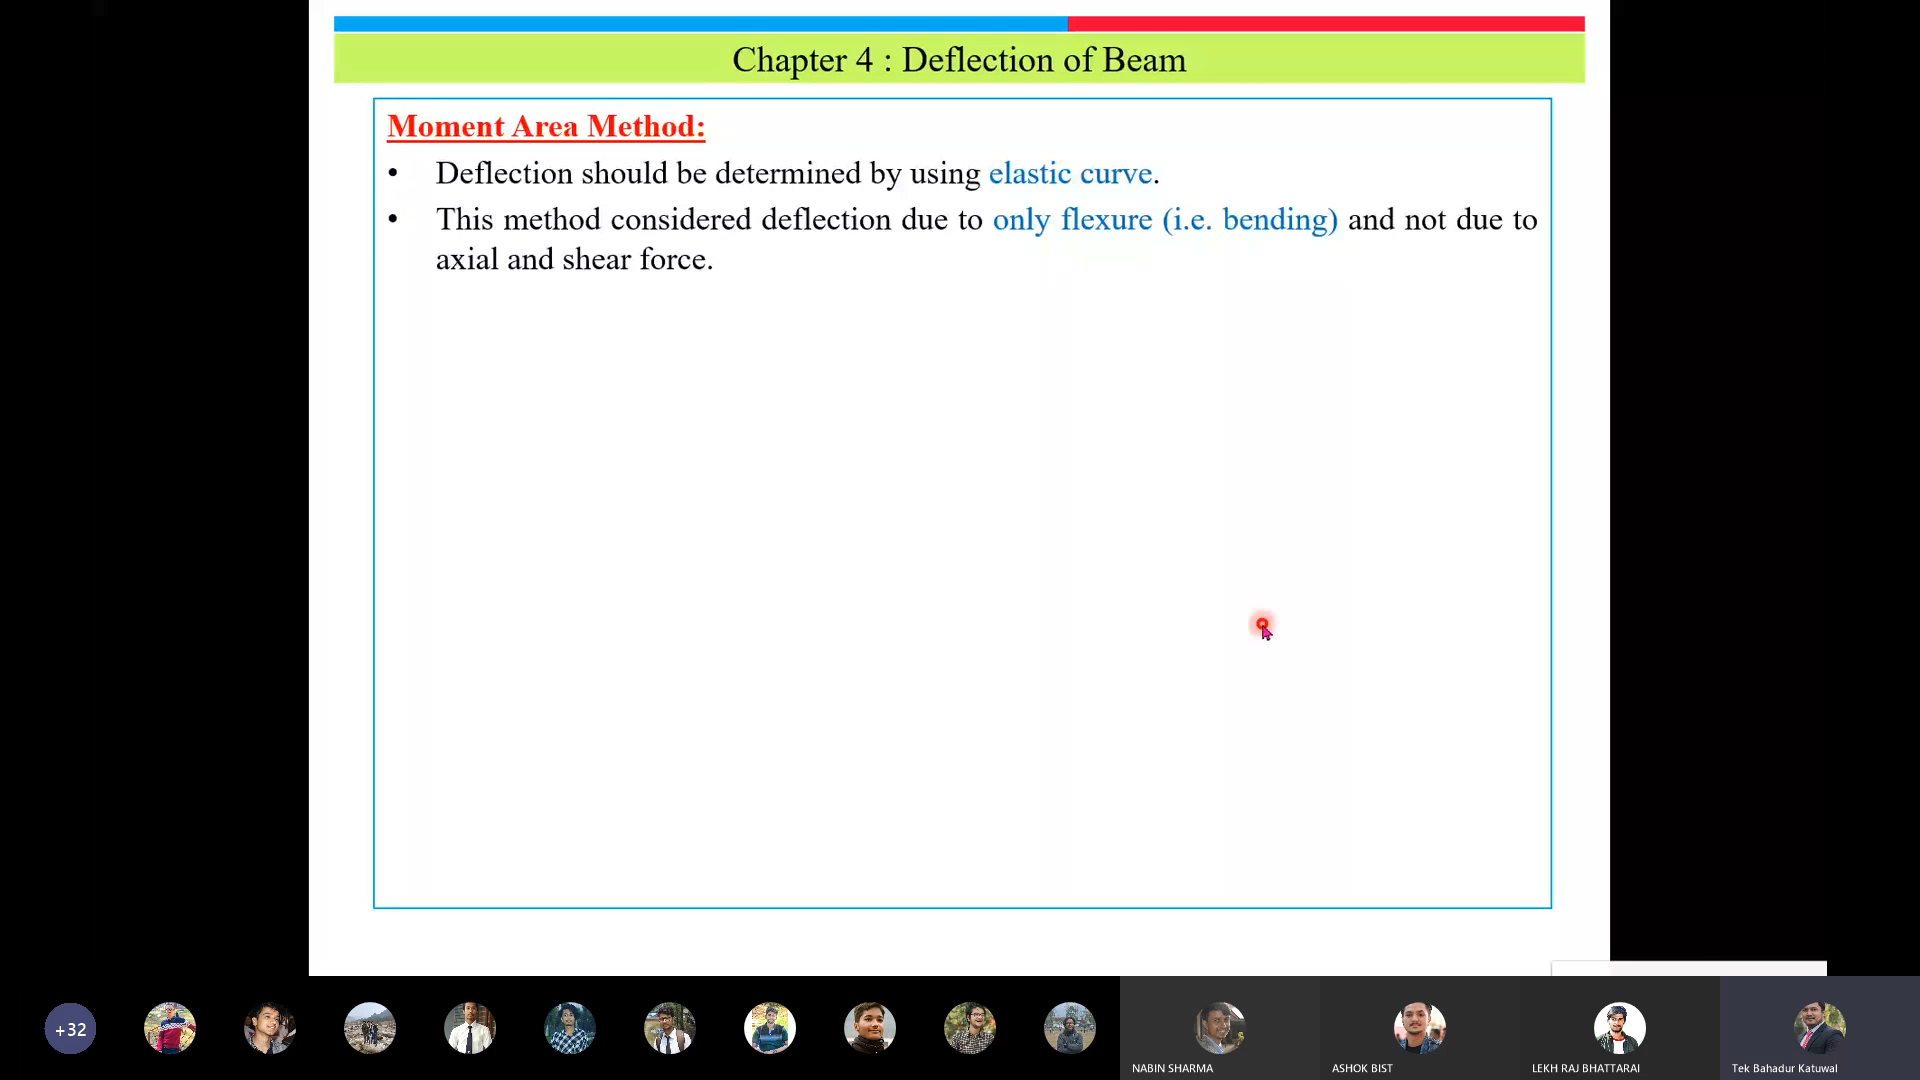 Chapter 4 : Deflection of Beam
Moment Area Method:
• Deflection should be determined by using elastic curve.
• This method considered deflection due to only flexure (i.e. bending) and not due to
axial and shear force.
+32
NABIN SHARMA
ASHOK BIST
LEKH RAJ BHATTARAI
Tek Bahadur Katuwal